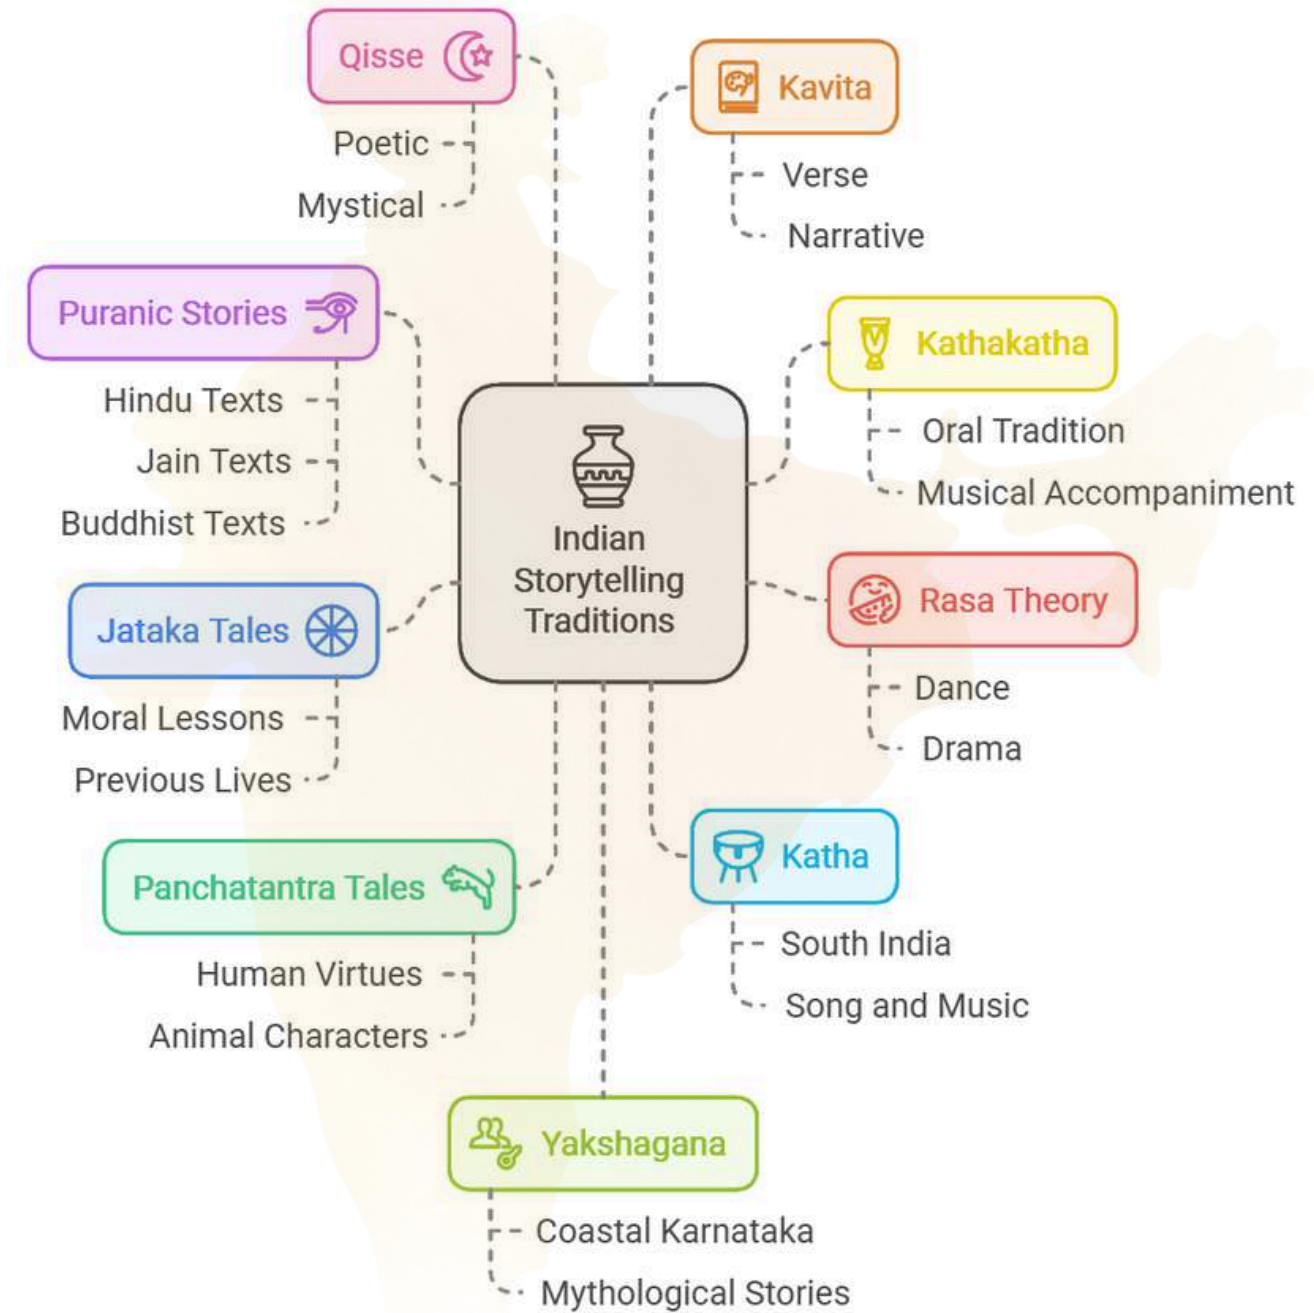 Qisse
Poetic
Mystical
Kavita
Verse
Narrative
Puranic Stories
Hindu Texts
Jain Texts
Buddhist Texts
Kathakatha
Oral Tradition
Musical Accompaniment
Indian
Storytelling
Traditions
Jataka Tales
Moral Lessons
Previous Lives
Rasa Theory
Dance
Drama
Panchatantra Tales
Human Virtues
Animal Characters
Katha
South India
Song and Music
Yakshagana
Coastal Karnataka
Mythological Stories